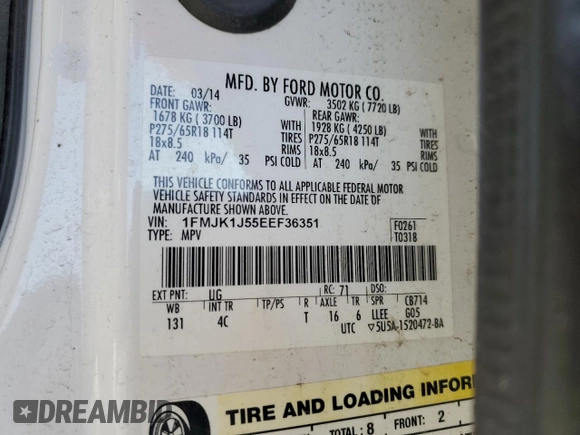 MFD. BY FORD MOTOR CO.
DATE: 03/14 GVWR: 3502 KG ( 7720 LB)
FRONT GAWR: REAR GAWR:
1678 KG ( 3700 LB) WITH 1928 KG ( 4250 LB) WITH
P275/65R18 114T TIRES P275/65R18 114T TIRES
18x8.5 RIMS 18x8.5 RIMS
AT 240 kPa/ 35 PSI COLD AT 240 kPa/ 35 PSI COLD
THIS VEHICLE CONFORMS TO ALL APPLICABLE FEDERAL MOTOR
VEHICLE SAFETY STANDARDS IN EFFECT ON THE DATE OF
MANUFACTURE SHOWN ABOVE.
VIN: 1FMJK1J55EEF36351 F0261
TYPE: MPV T0318
EXT PNT: UG RC: 71 DSO:
WB INT TR TP/PS R AXLE TR SPR CB714
131 4C T 16 6 LLEE G05
UTC 5U5A-1520472-BA
TIRE AND LOADING INFOR
TOTAL: 8 FRONT: 2
DREAMBID